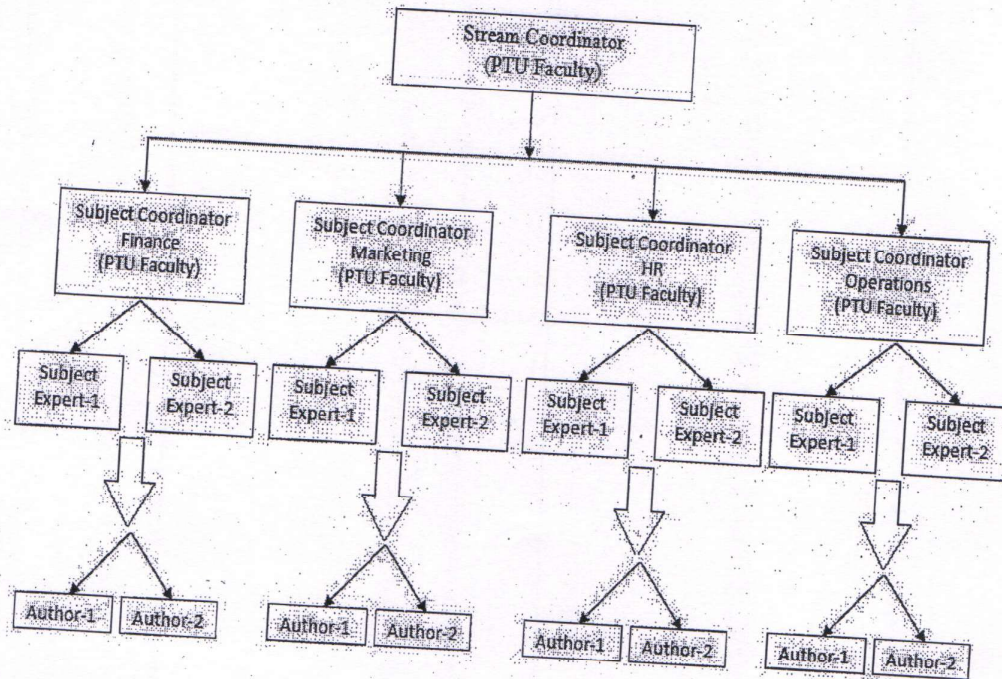 Stream Coordinator
(PTU Faculty)
Subject Coordinator
Finance
(PTU Faculty)
Subject Coordinator
Marketing
(PTU Faculty)
Subject Coordinator
HR
(PTU Faculty)
Subject Coordinator
Operations
(PTU Faculty)
Subject
Expert-1
Subject
Expert-2
Subject
Expert-1
Subject
Expert-2
Subject
Expert-1
Subject
Expert-2
Subject
Expert-1
Subject
Expert-2
Author-1
Author-2
Author-1
Author-2
Author-1
Author-2
Author-1
Author-2